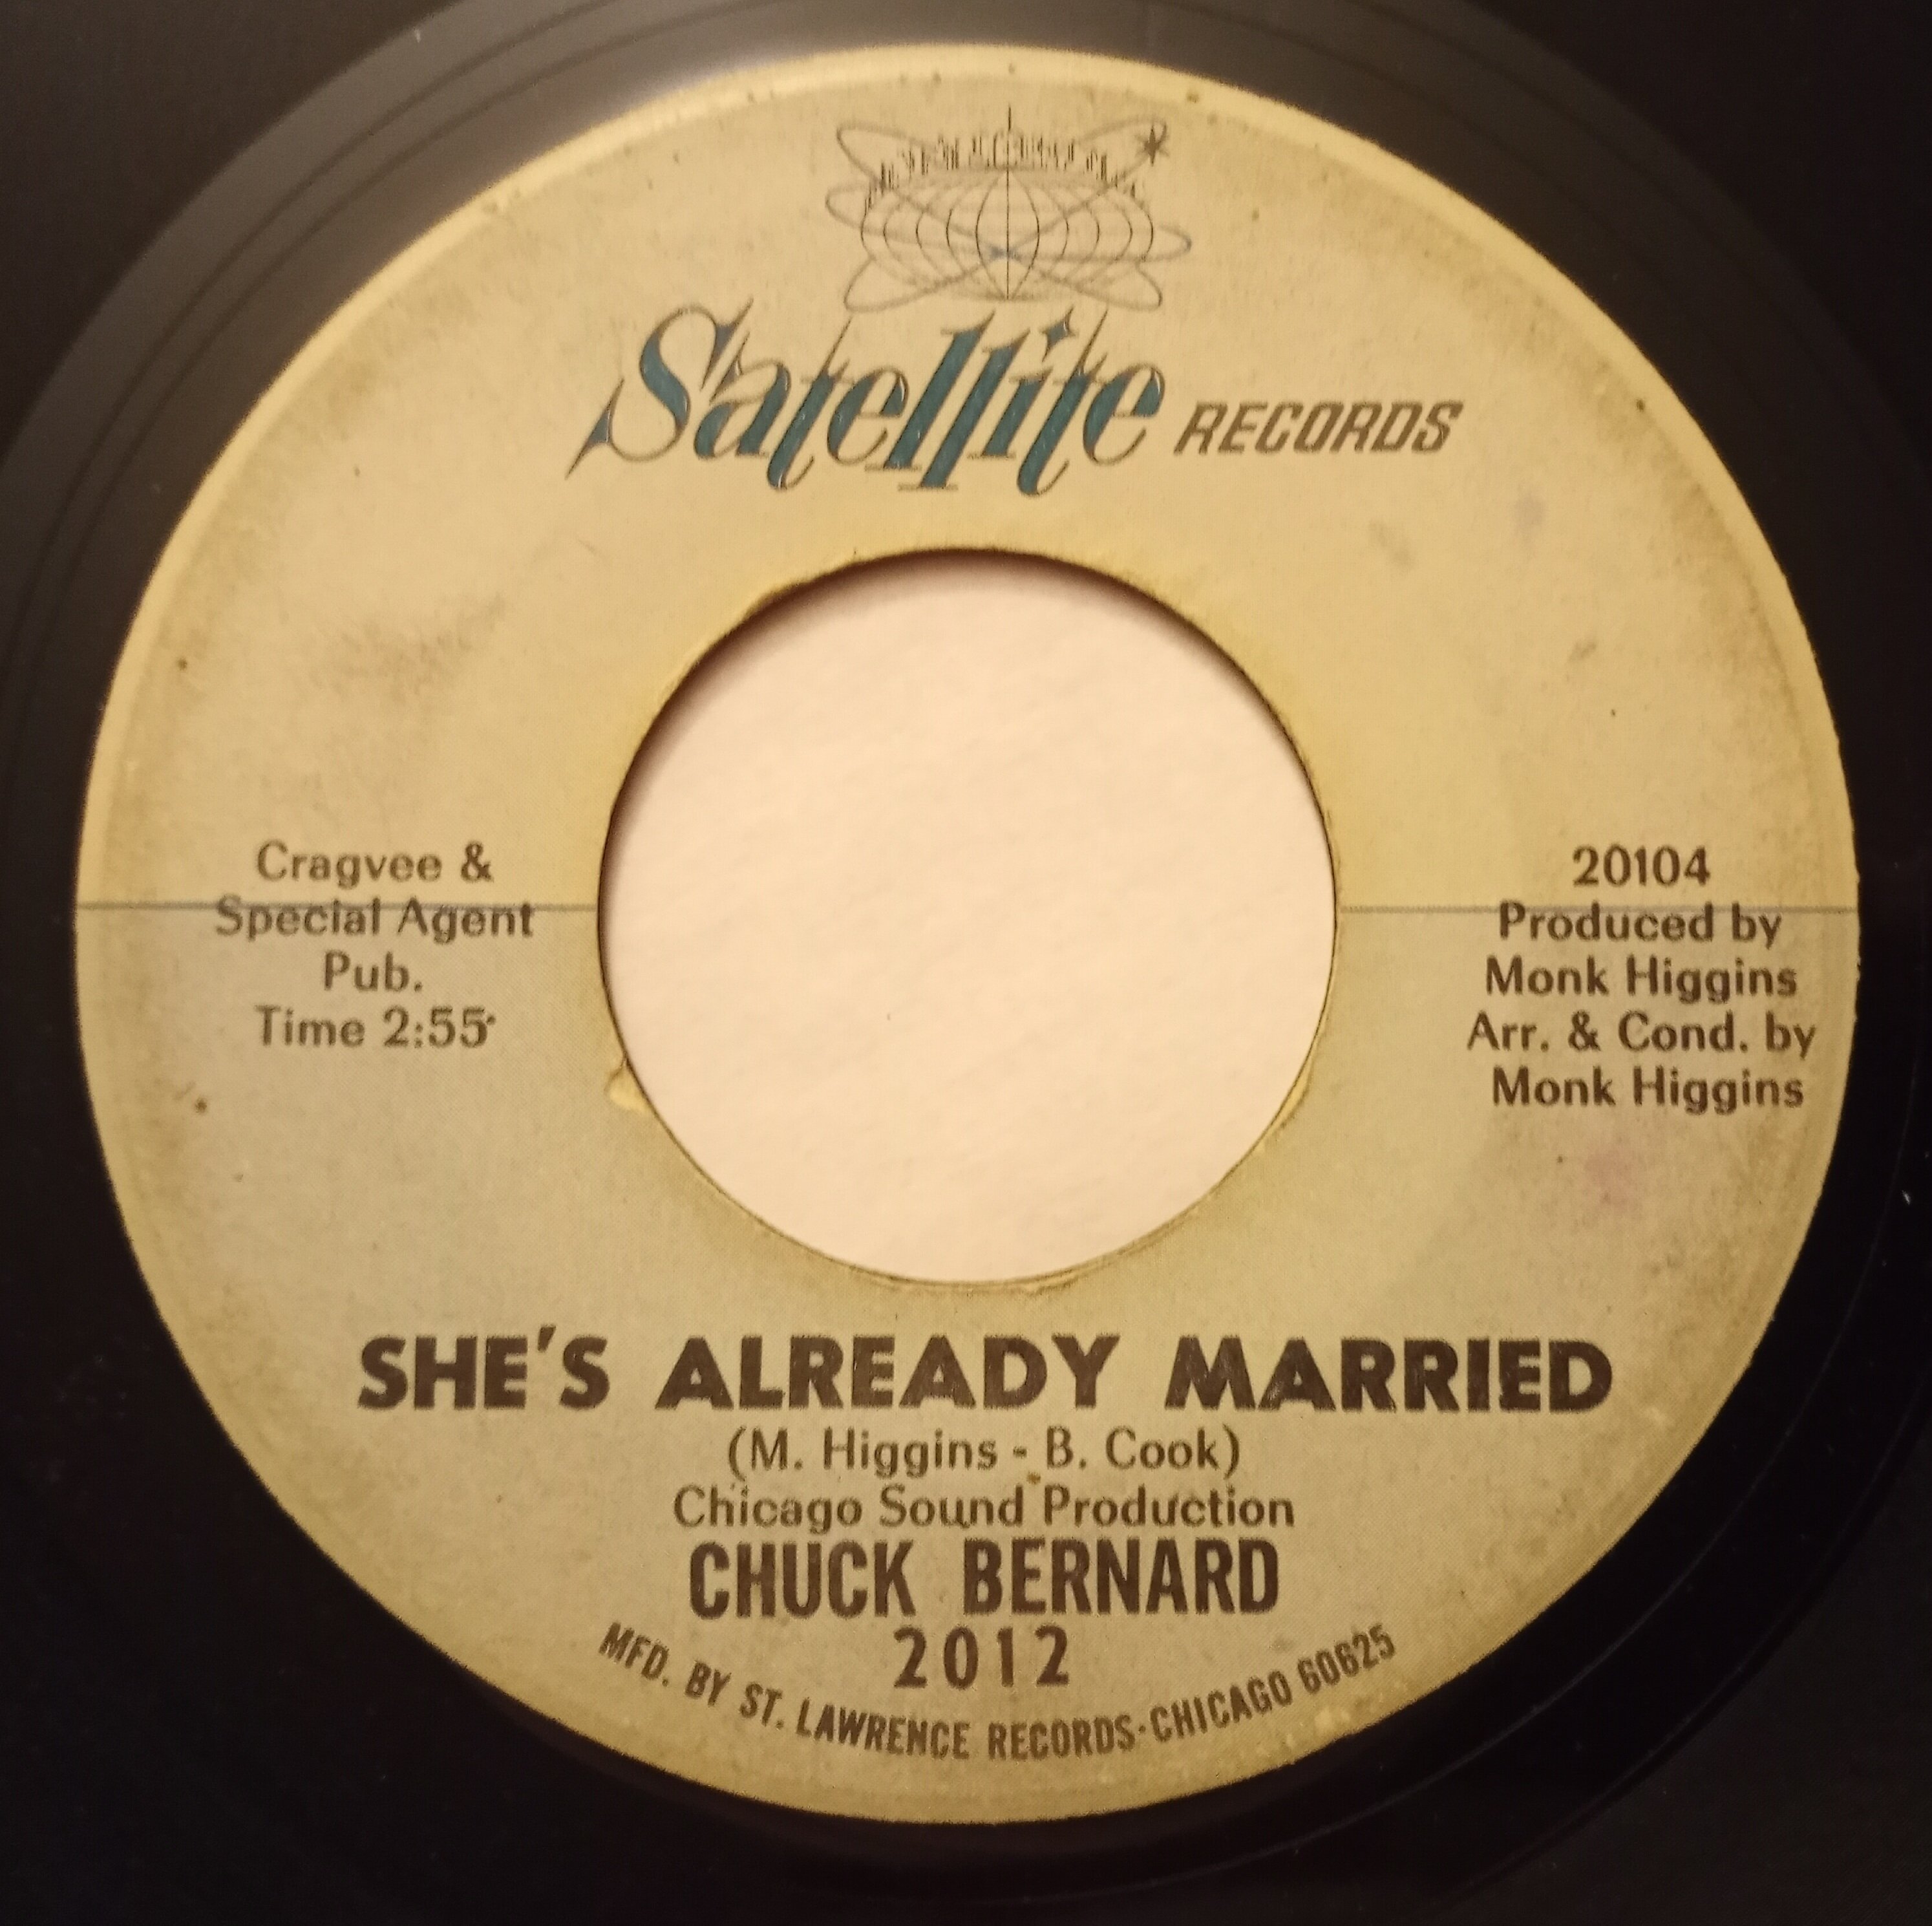 Satellite RECORDS
Cragvee &
Special Agent
Pub.
Time 2:55
20104
Produced by
Monk Higgins
Arr. & Cond. by
Monk Higgins
SHE'S ALREADY MARRIED
(M. Higgins - B. Cook)
Chicago Sound Production
CHUCK BERNARD
2012
MFD. BY ST. LAWRENCE RECORDS·CHICAGO 60625